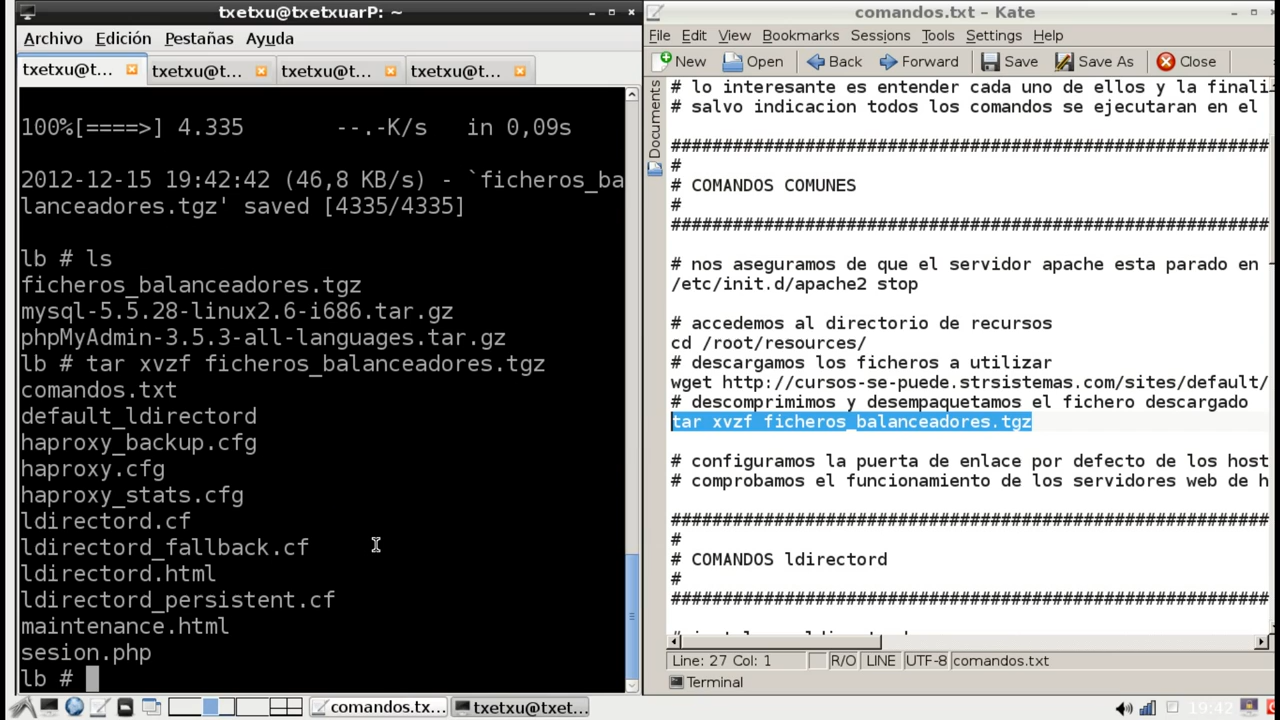 txetxu@txetxuarP: ~
Archivo Edición Pestañas Ayuda
txetxu@t... txetxu@t... txetxu@t... txetxu@t...
100%[====>] 4.335       --.-K/s   in 0,09s
2012-12-15 19:42:42 (46,8 KB/s) - `ficheros_ba
lanceadores.tgz' saved [4335/4335]
lb # ls
ficheros_balanceadores.tgz
mysql-5.5.28-linux2.6-i686.tar.gz
phpMyAdmin-3.5.3-all-languages.tar.gz
lb # tar xvzf ficheros_balanceadores.tgz
comandos.txt
default_ldirectord
haproxy_backup.cfg
haproxy.cfg
haproxy_stats.cfg
ldirectord.cf
ldirectord_fallback.cf
ldirectord.html
ldirectord_persistent.cf
maintenance.html
sesion.php
lb #
comandos.txt – Kate
File Edit View Bookmarks Sessions Tools Settings Help
New Open Back Forward Save Save As Close
Documents
# lo interesante es entender cada uno de ellos y la finali
# salvo indicacion todos los comandos se ejecutaran en el
################################################################
#
# COMANDOS COMUNES
#
################################################################
# nos aseguramos de que el servidor apache esta parado en
/etc/init.d/apache2 stop
# accedemos al directorio de recursos
cd /root/resources/
# descargamos los ficheros a utilizar
wget http://cursos-se-puede.strsistemas.com/sites/default/
# descomprimimos y desempaquetamos el fichero descargado
tar xvzf ficheros_balanceadores.tgz
# configuramos la puerta de enlace por defecto de los host
# comprobamos el funcionamiento de los servidores web de h
################################################################
#
# COMANDOS ldirectord
#
################################################################
Line: 27 Col: 1 R/O LINE UTF-8 comandos.txt
Terminal
comandos.tx... txetxu@t... 19:42